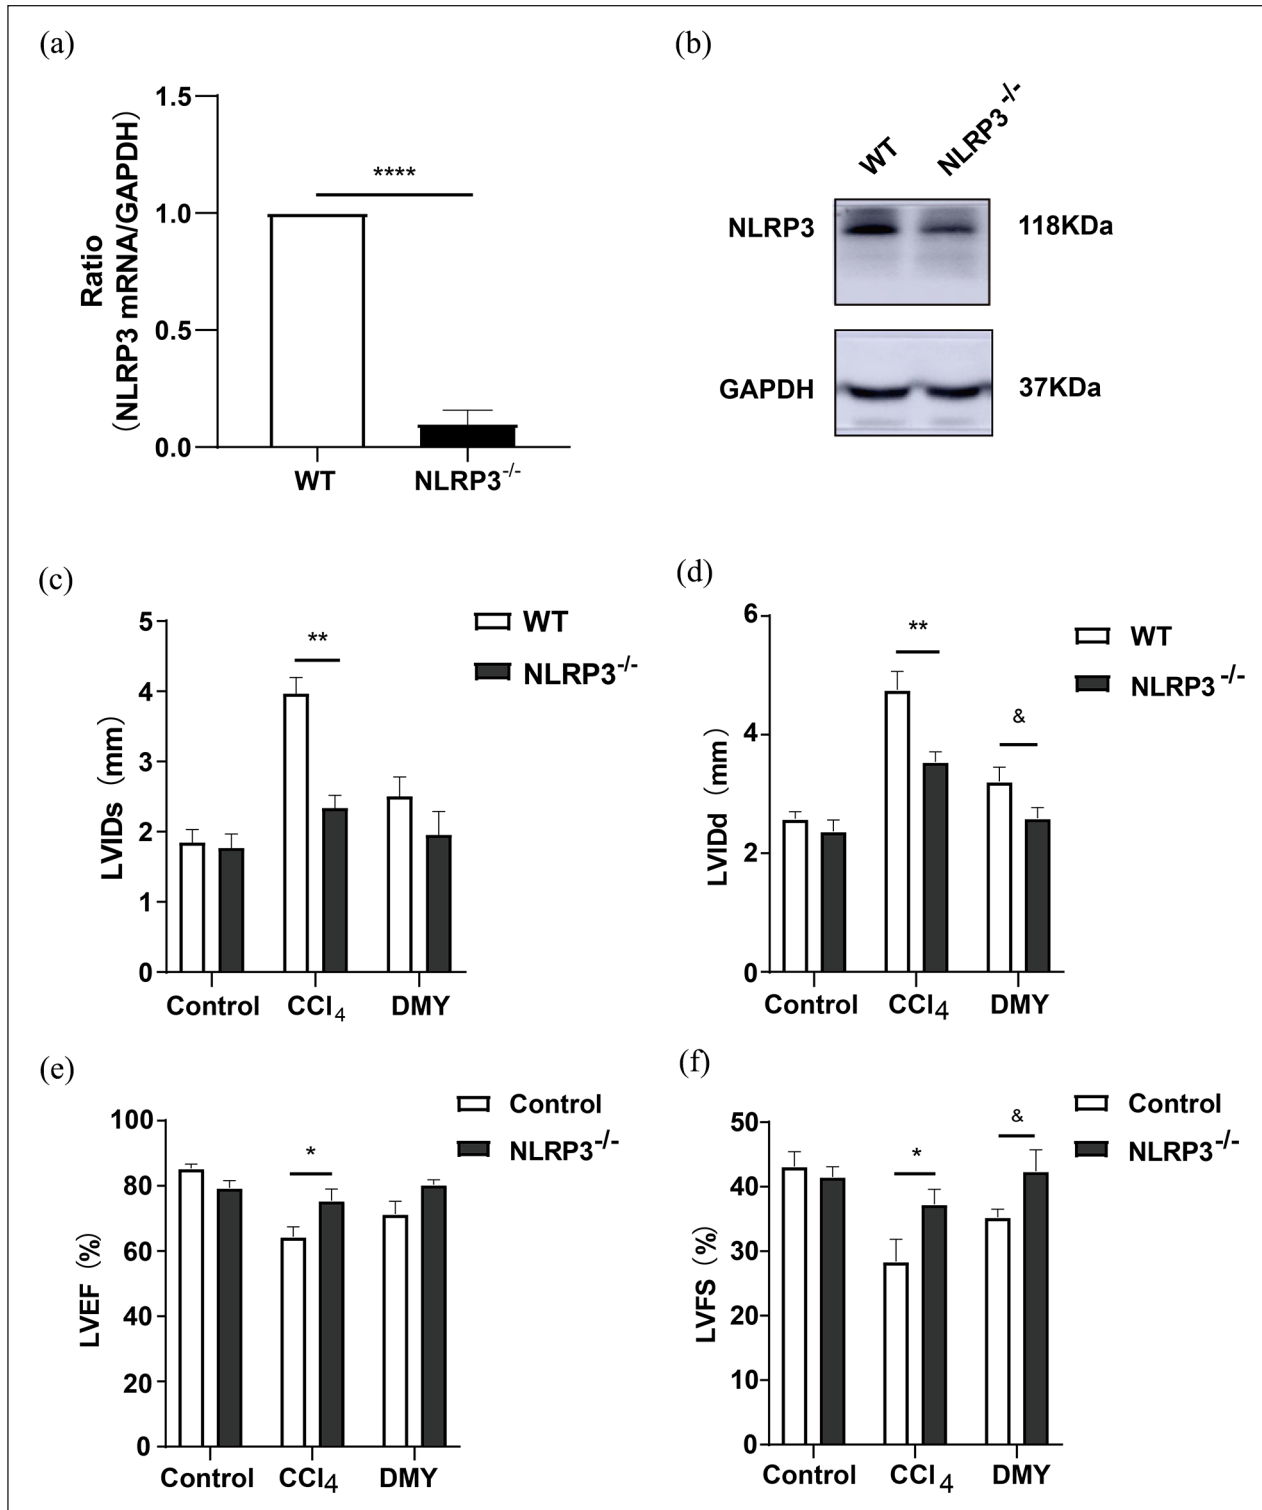 (a)
1.5
1.0
0.5
0.0
Ratio
(NLRP3 mRNA/GAPDH)
****
WT
NLRP3-/-
(b)
WT
NLRP3-/-
NLRP3
118KDa
GAPDH
37KDa
(c)
5
4
3
2
1
0
LVIDs (mm)
**
WT
NLRP3-/-
Control
CCl4
DMY
(d)
6
4
2
0
LVIDd (mm)
**
&
WT
NLRP3-/-
Control
CCl4
DMY
(e)
100
80
60
40
20
0
LVEF (%)
*
Control
NLRP3-/-
Control
CCl4
DMY
(f)
50
40
30
20
10
0
LVFS (%)
*
&
Control
NLRP3-/-
Control
CCl4
DMY